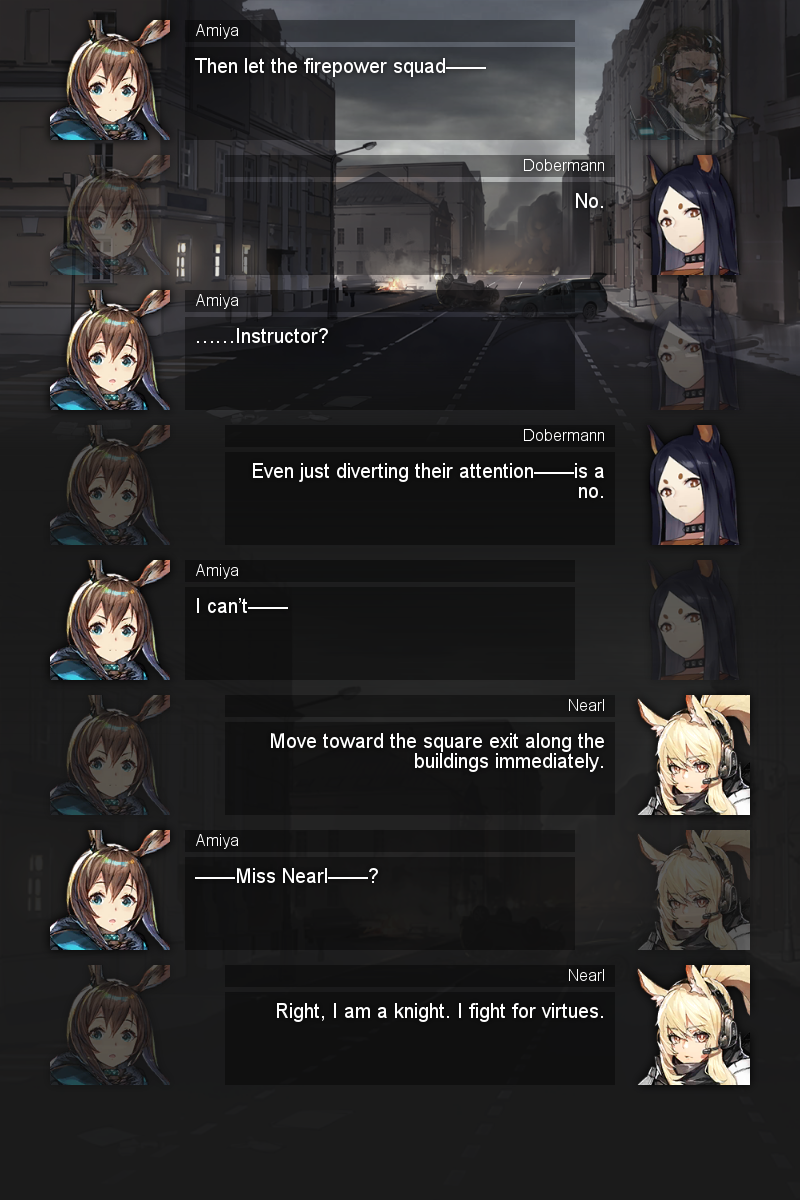 Amiya
Then let the firepower squad——
Dobermann
No.
Amiya
……Instructor?
Dobermann
Even just diverting their attention——is a
no.
Amiya
I can't——
Nearl
Move toward the square exit along the
buildings immediately.
Amiya
——Miss Nearl——?
Nearl
Right, I am a knight. I fight for virtues.